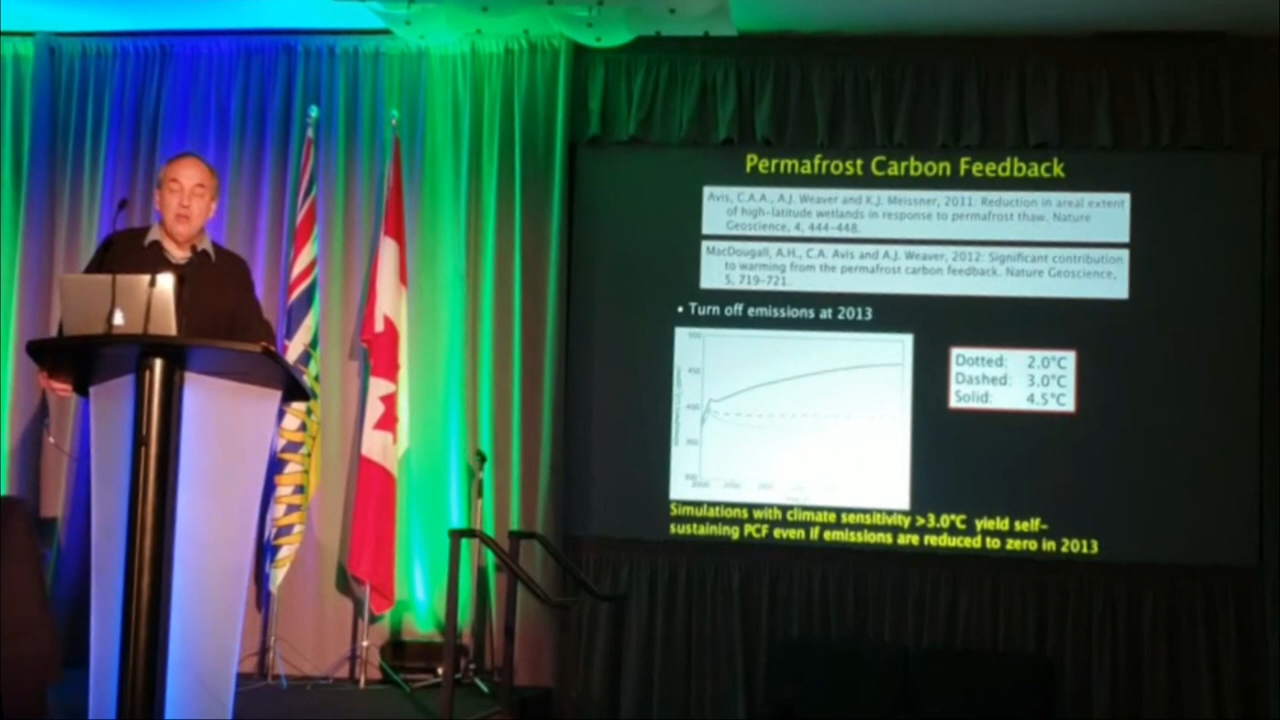 Permafrost Carbon Feedback
Avis, C.A.A., A.J. Weaver and K.J. Meissner, 2011: Reduction in areal extent
of high-latitude wetlands in response to permafrost thaw. Nature
Geoscience, 4, 444-448.
MacDougall, A.H., C.A. Avis and A.J. Weaver, 2012: Significant contribution
to warming from the permafrost carbon feedback. Nature Geoscience,
5, 719-721.
• Turn off emissions at 2013
Dotted: 2.0°C
Dashed: 3.0°C
Solid: 4.5°C
Simulations with climate sensitivity >3.0°C yield self-
sustaining PCF even if emissions are reduced to zero in 2013